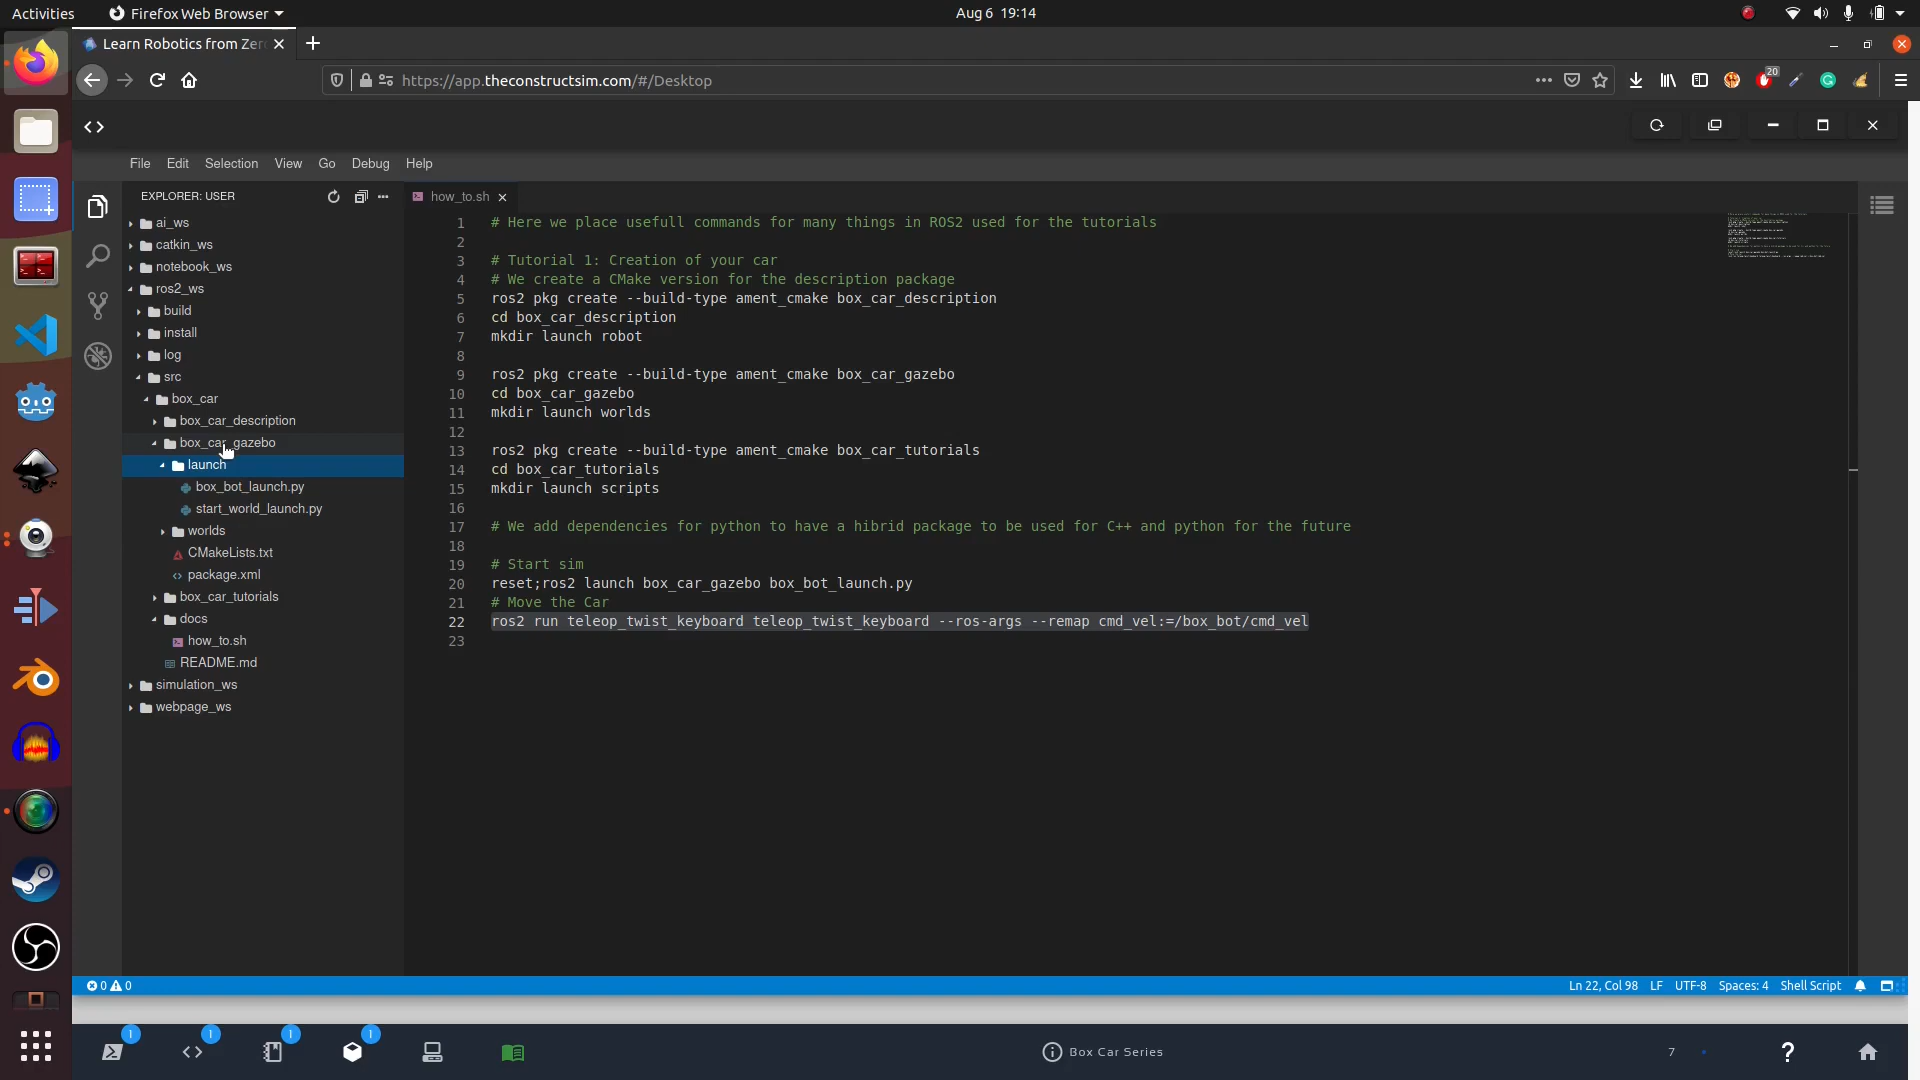 Activities
Firefox Web Browser
Aug 6 19:14
Learn Robotics from Zer
https://app.theconstructsim.com/#/Desktop
20
File Edit Selection View Go Debug Help
EXPLORER: USER
ai_ws
catkin_ws
notebook_ws
ros2_ws
build
install
log
src
box_car
box_car_description
box_car_gazebo
launch
box_bot_launch.py
start_world_launch.py
worlds
CMakeLists.txt
package.xml
box_car_tutorials
docs
how_to.sh
README.md
simulation_ws
webpage_ws
how_to.sh
1 # Here we place usefull commands for many things in ROS2 used for the tutorials
2
3 # Tutorial 1: Creation of your car
4 # We create a CMake version for the description package
5 ros2 pkg create --build-type ament_cmake box_car_description
6 cd box_car_description
7 mkdir launch robot
8
9 ros2 pkg create --build-type ament_cmake box_car_gazebo
10 cd box_car_gazebo
11 mkdir launch worlds
12
13 ros2 pkg create --build-type ament_cmake box_car_tutorials
14 cd box_car_tutorials
15 mkdir launch scripts
16
17 # We add dependencies for python to have a hibrid package to be used for C++ and python for the future
18
19 # Start sim
20 reset;ros2 launch box_car_gazebo box_bot_launch.py
21 # Move the Car
22 ros2 run teleop_twist_keyboard teleop_twist_keyboard --ros-args --remap cmd_vel:=/box_bot/cmd_vel
23
0 0
Ln 22, Col 98 LF UTF-8 Spaces: 4 Shell Script
1 1 1 1
Box Car Series
7
?